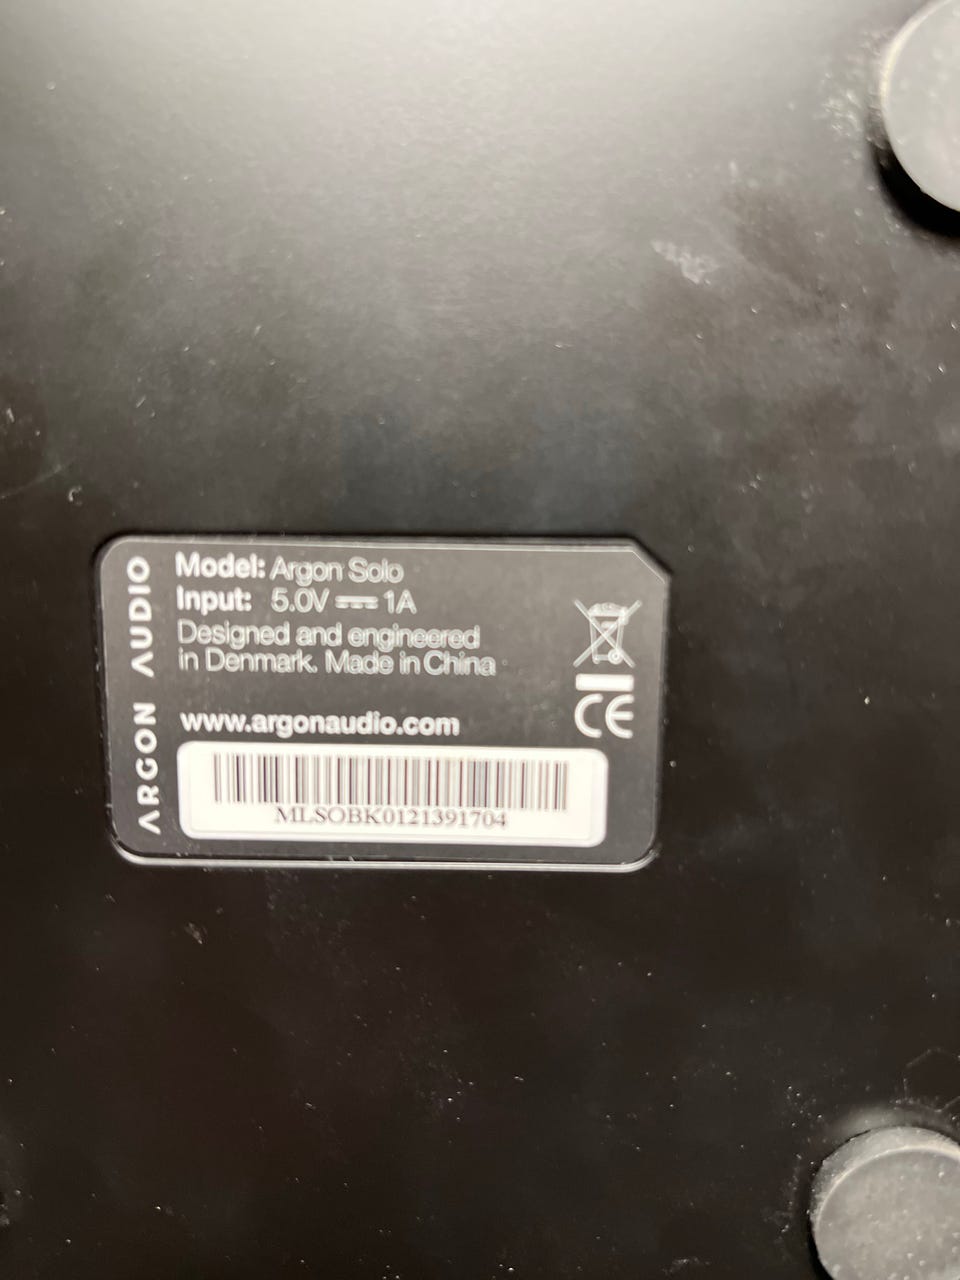 ARGON AUDIO
Model: Argon Solo
Input: 5.0V ⎓ 1A
Designed and engineered
in Denmark. Made in China
www.argonaudio.com
CE
MLSOBK0121391704